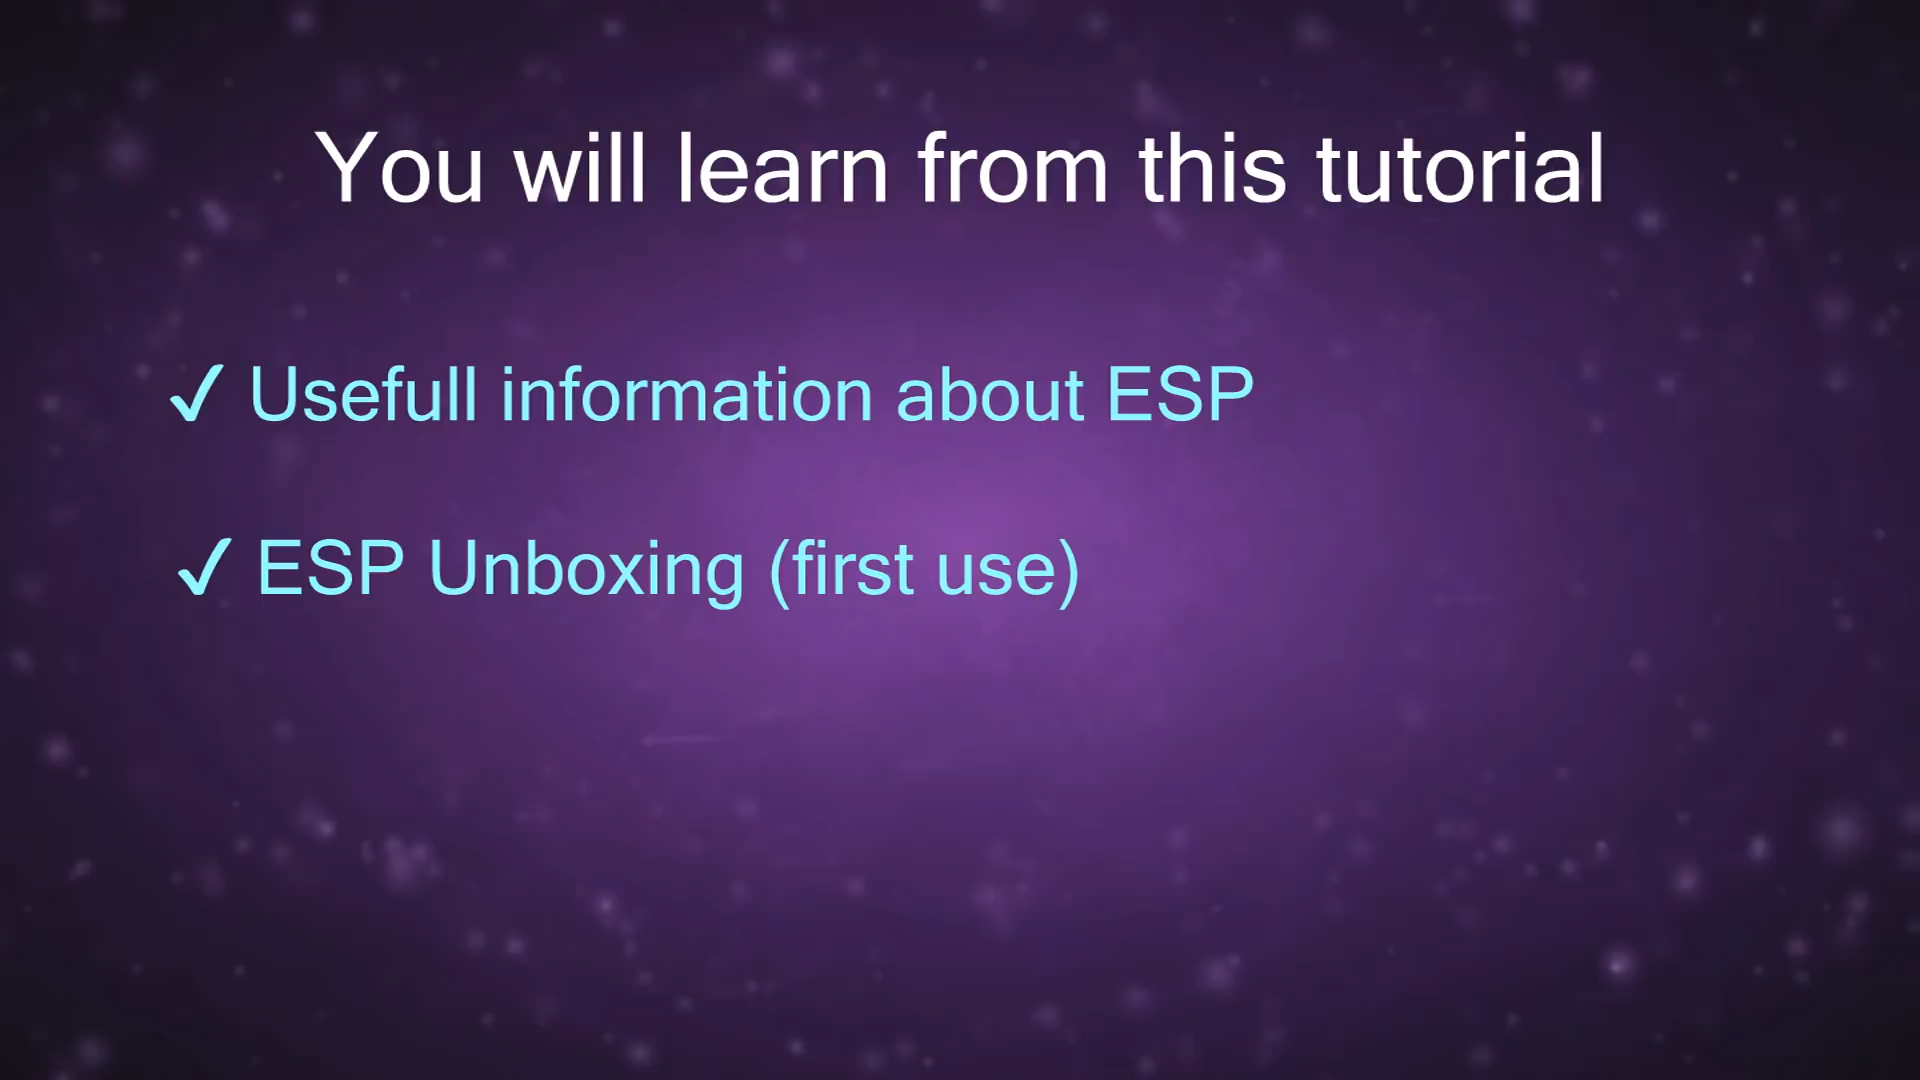 You will learn from this tutorial
✓ Usefull information about ESP
✓ ESP Unboxing (first use)